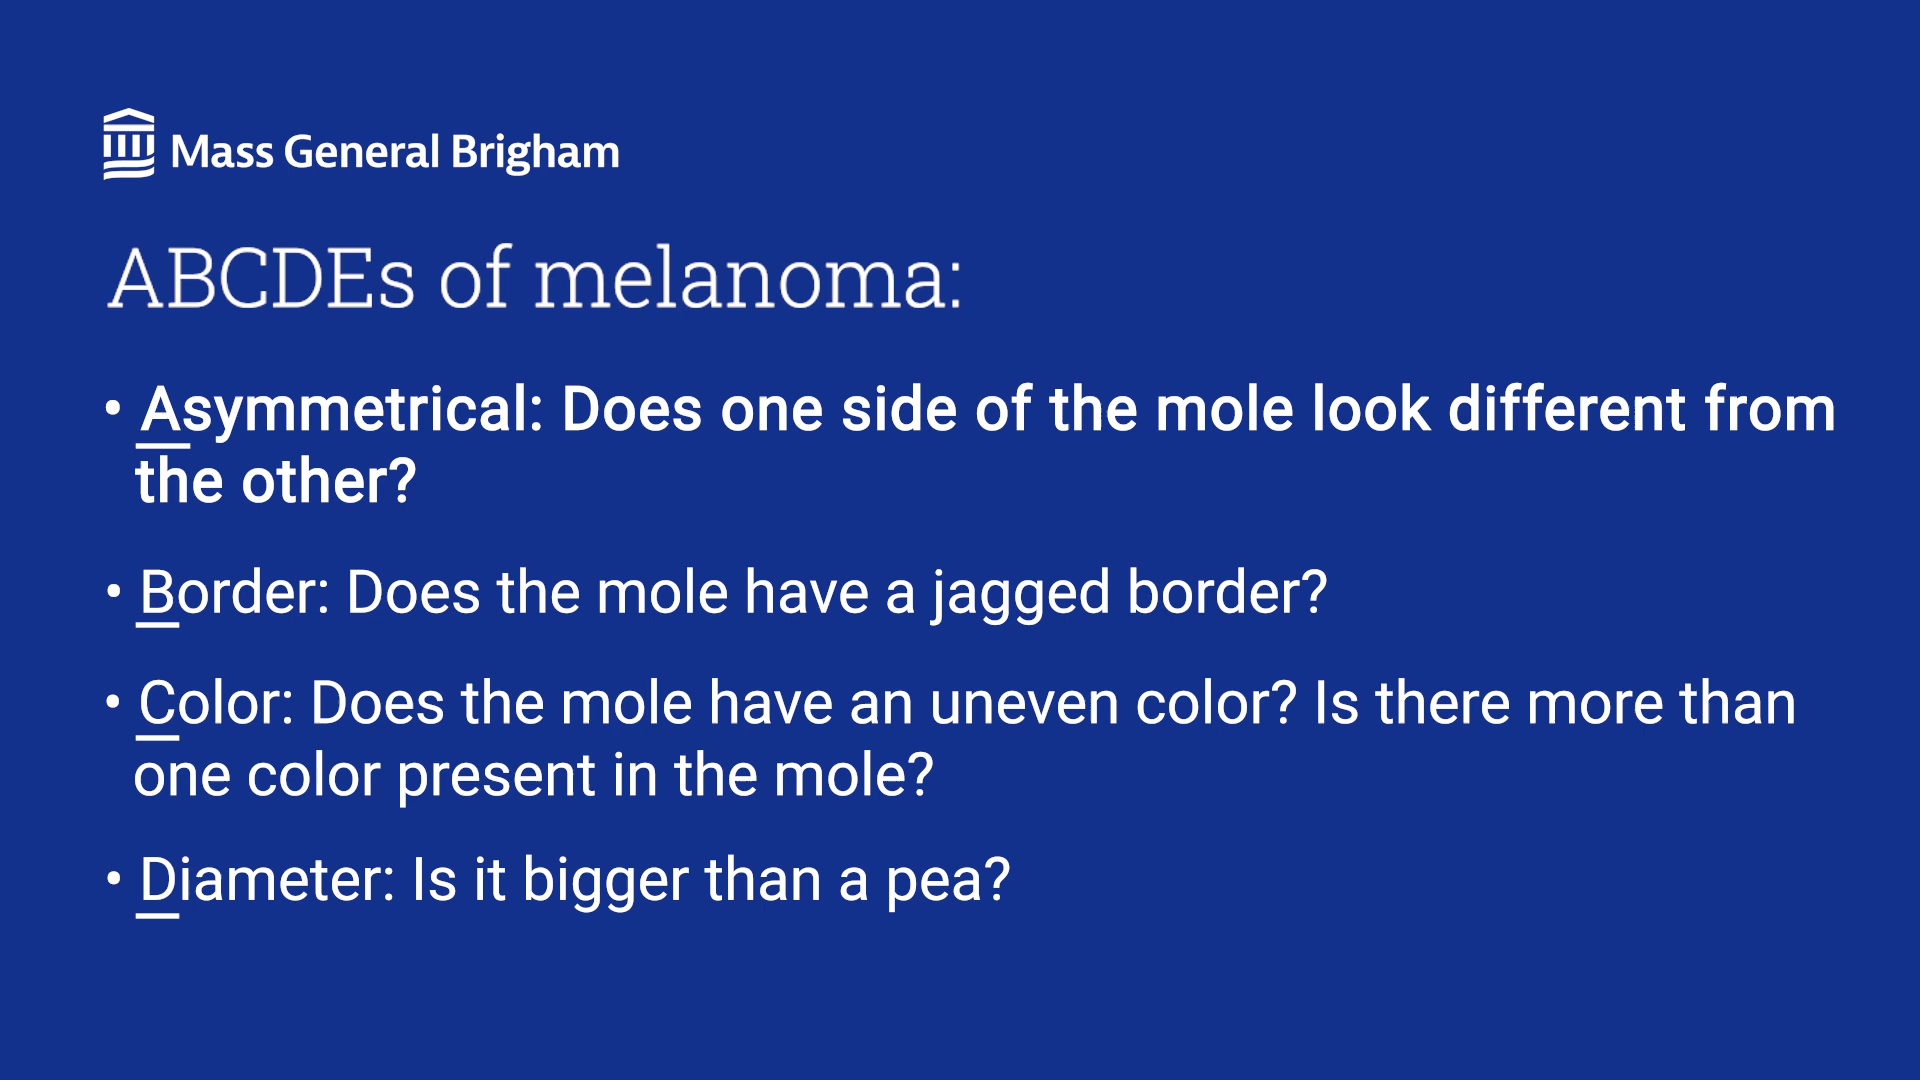 Mass General Brigham
ABCDEs of melanoma:
• Asymmetrical: Does one side of the mole look different from
the other?
• Border: Does the mole have a jagged border?
• Color: Does the mole have an uneven color? Is there more than
one color present in the mole?
• Diameter: Is it bigger than a pea?